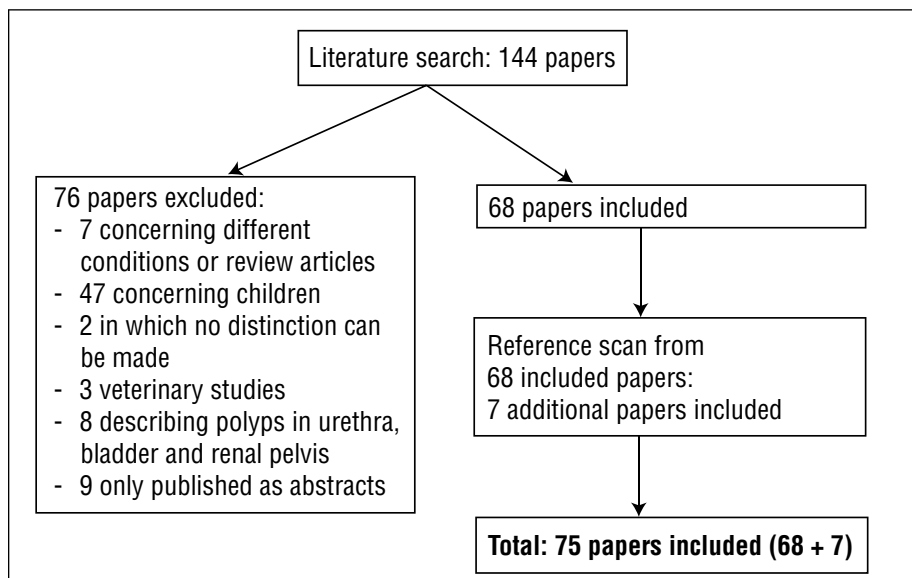 Literature search: 144 papers
76 papers excluded:
- 7 concerning different
conditions or review articles
- 47 concerning children
- 2 in which no distinction can
be made
- 3 veterinary studies
- 8 describing polyps in urethra,
bladder and renal pelvis
- 9 only published as abstracts
68 papers included
Reference scan from
68 included papers:
7 additional papers included
Total: 75 papers included (68 + 7)